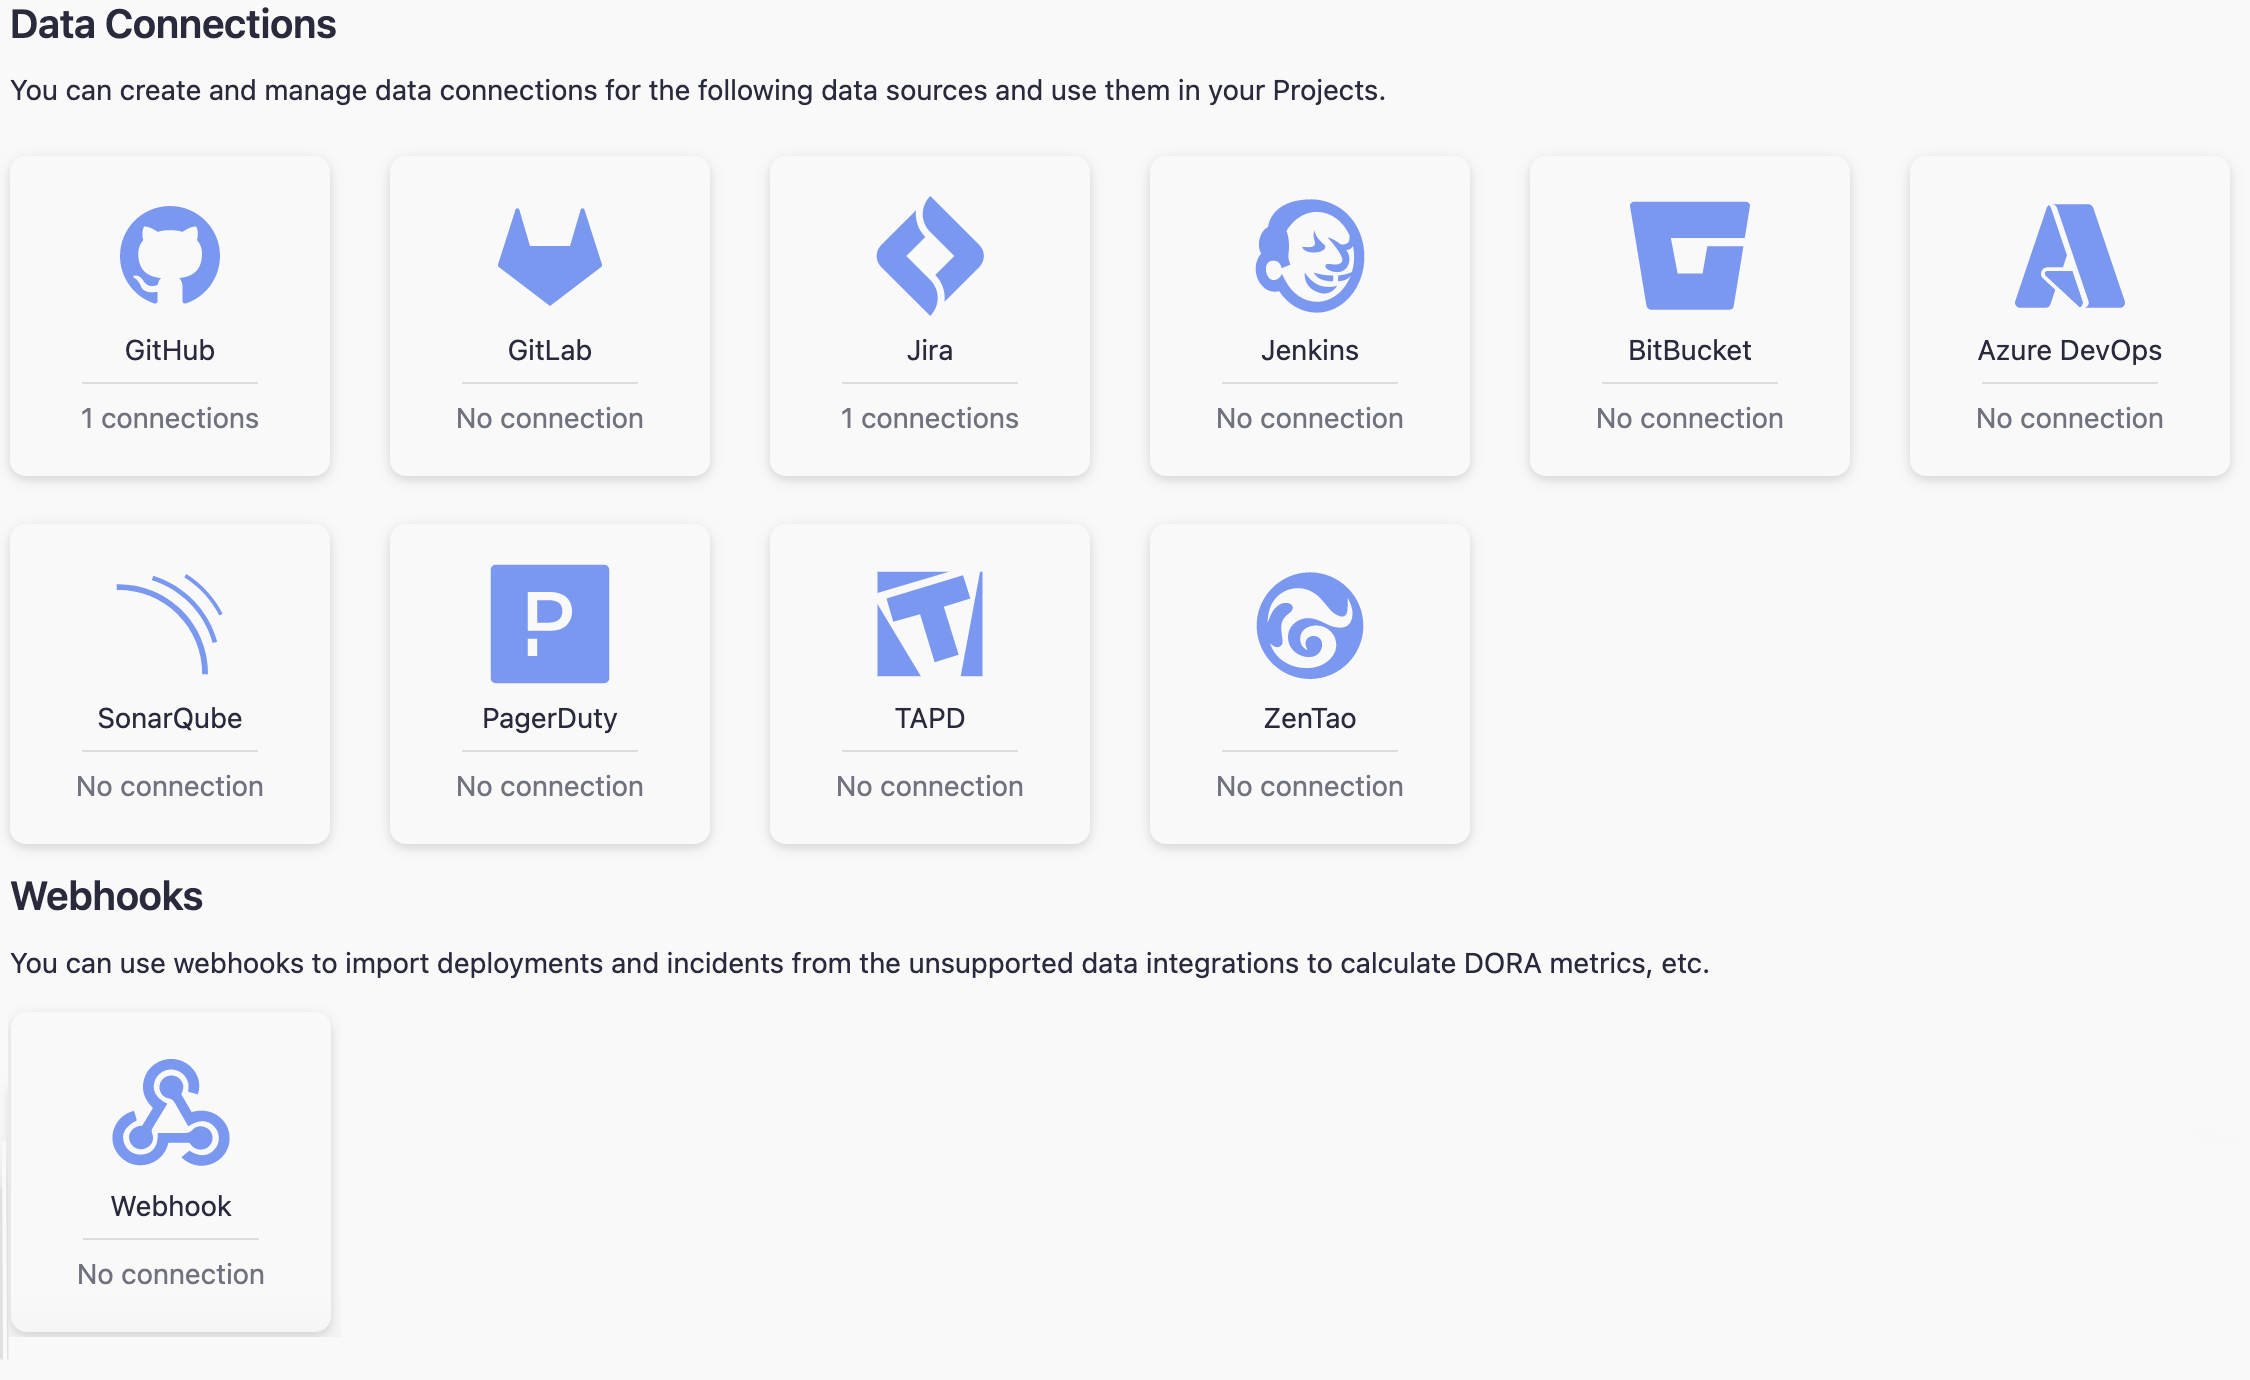 Data Connections
You can create and manage data connections for the following data sources and use them in your Projects.
GitHub
1 connections
GitLab
No connection
Jira
1 connections
Jenkins
No connection
BitBucket
No connection
Azure DevOps
No connection
SonarQube
No connection
P
PagerDuty
No connection
T
TAPD
No connection
ZenTao
No connection
Webhooks
You can use webhooks to import deployments and incidents from the unsupported data integrations to calculate DORA metrics, etc.
Webhook
No connection